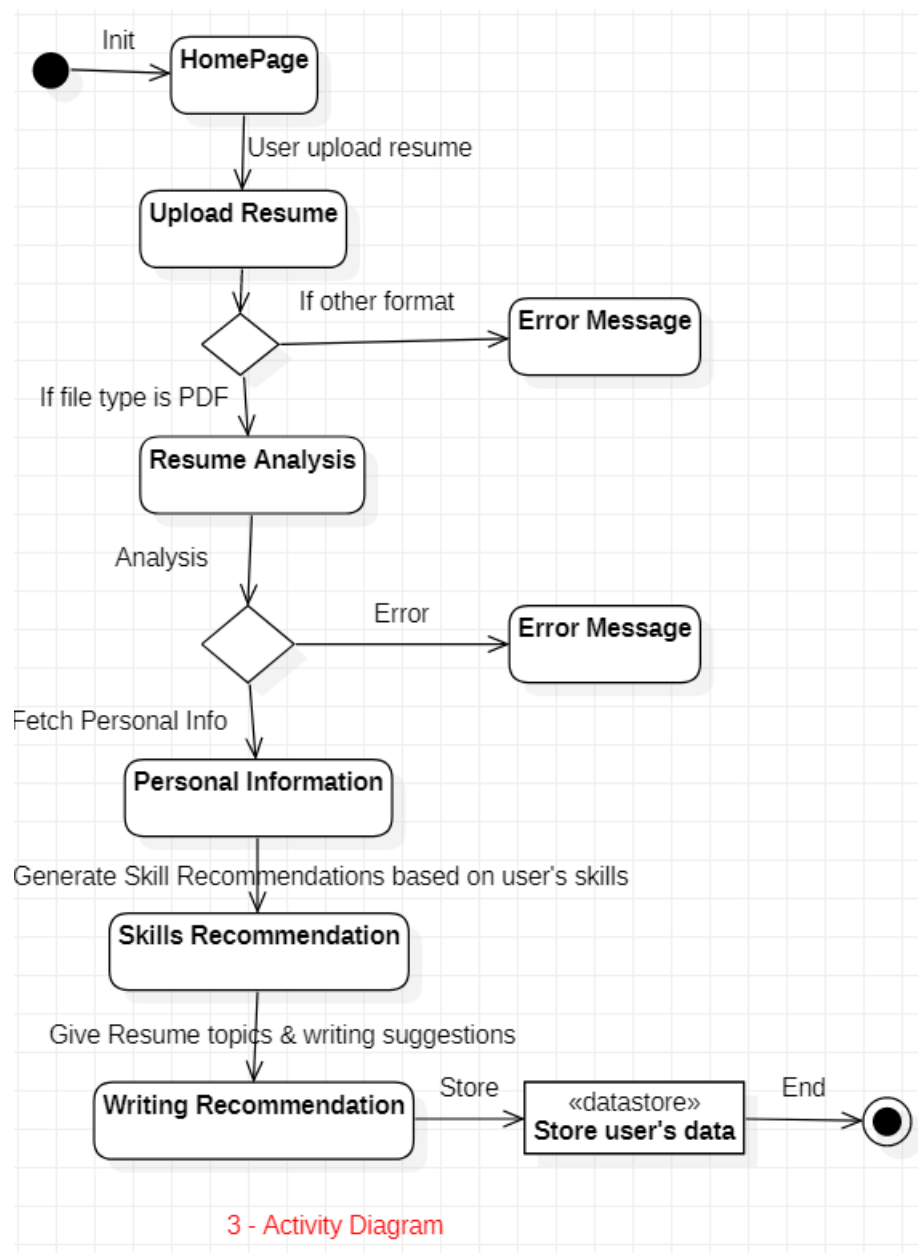 Init
HomePage
User upload resume
Upload Resume
If other format
Error Message
If file type is PDF
Resume Analysis
Analysis
Error
Error Message
Fetch Personal Info
Personal Information
Generate Skill Recommendations based on user's skills
Skills Recommendation
Give Resume topics & writing suggestions
Writing Recommendation
Store
«datastore»
Store user's data
End
3 - Activity Diagram